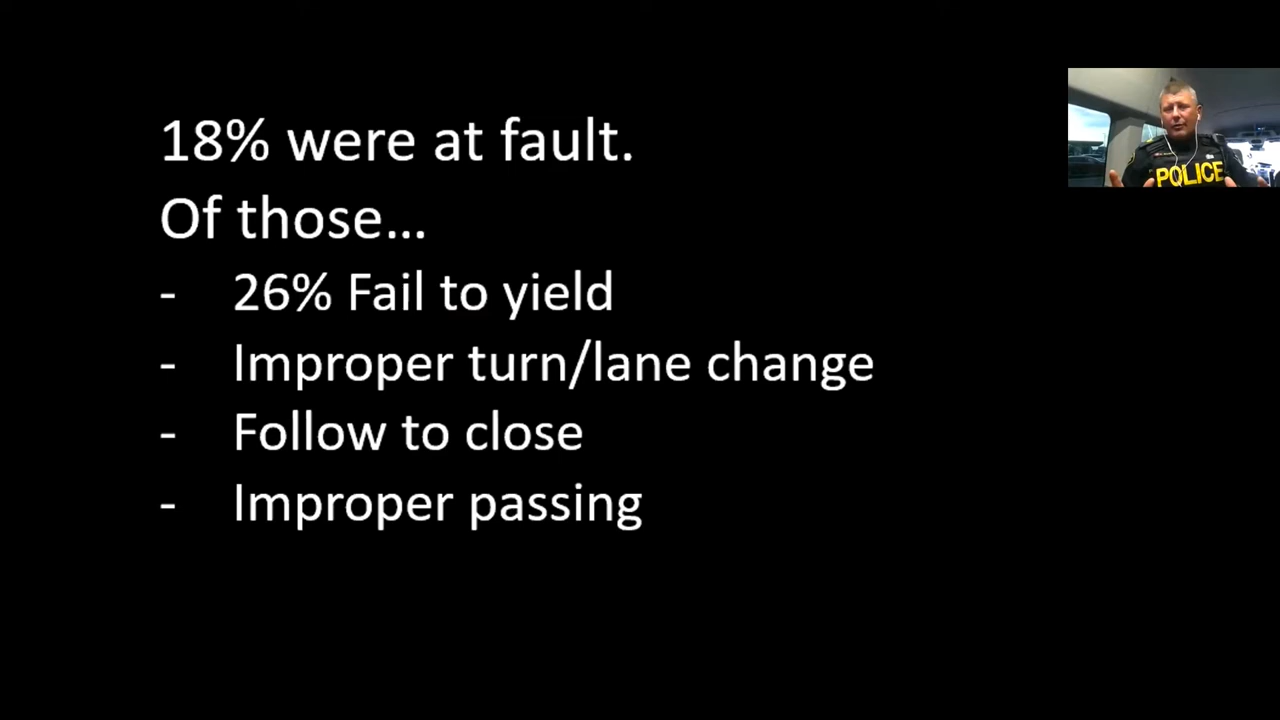 18% were at fault.
Of those...
- 26% Fail to yield
- Improper turn/lane change
- Follow to close
- Improper passing
POLICE